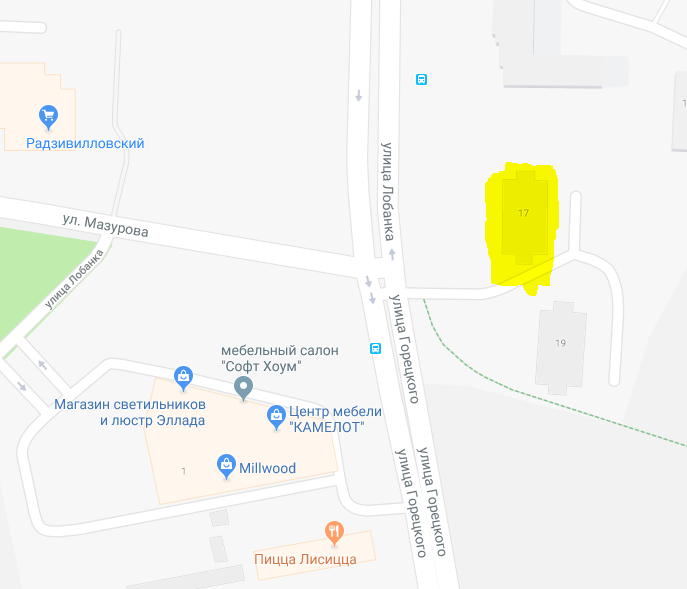 1
Радзивилловский
улица Лобанка
17
ул. Мазурова
улица Лобанка
улица Горецкого
19
мебельный салон
"Софт Хоум"
Магазин светильников
и люстр Эллада
Центр мебели
"КАМЕЛОТ"
1
Millwood
улица Горецкого
улица Горецкого
Пицца Лисицца